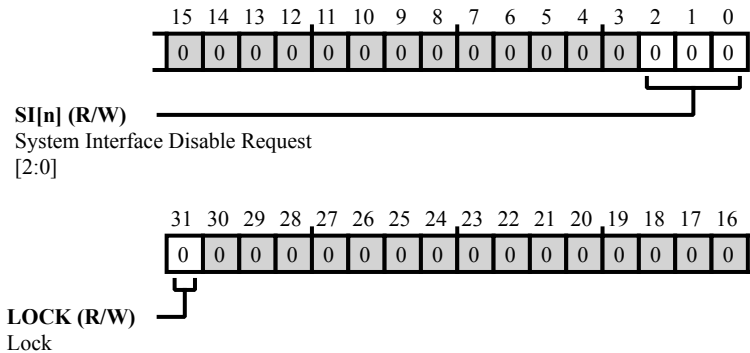 15 14 13 12 11 10 9 8 7 6 5 4 3 2 1 0
0 0 0 0 0 0 0 0 0 0 0 0 0 0 0 0
SI[n] (R/W)
System Interface Disable Request
[2:0]
31 30 29 28 27 26 25 24 23 22 21 20 19 18 17 16
0 0 0 0 0 0 0 0 0 0 0 0 0 0 0 0
LOCK (R/W)
Lock